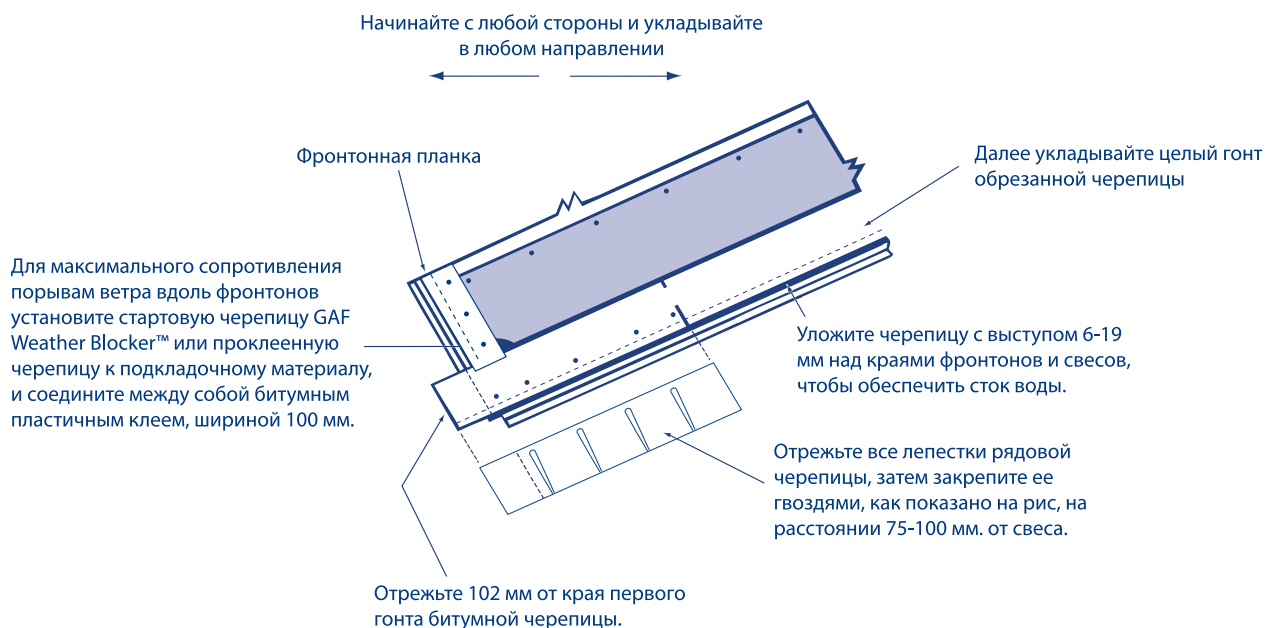 Начинайте с любой стороны и укладывайте
в любом направлении
Фронтонная планка
Далее укладывайте целый гонт
обрезанной черепицы
Для максимального сопротивления
порывам ветра вдоль фронтонов
установите стартовую черепицу GAF
Weather Blocker™ или проклеенную
черепицу к подкладочному материалу,
и соедините между собой битумным
пластичным клеем, шириной 100 мм.
Уложите черепицу с выступом 6-19
мм над краями фронтонов и свесов,
чтобы обеспечить сток воды.
Отрежьте все лепестки рядовой
черепицы, затем закрепите ее
гвоздями, как показано на рис, на
расстоянии 75-100 мм. от свеса.
Отрежьте 102 мм от края первого
гонта битумной черепицы.